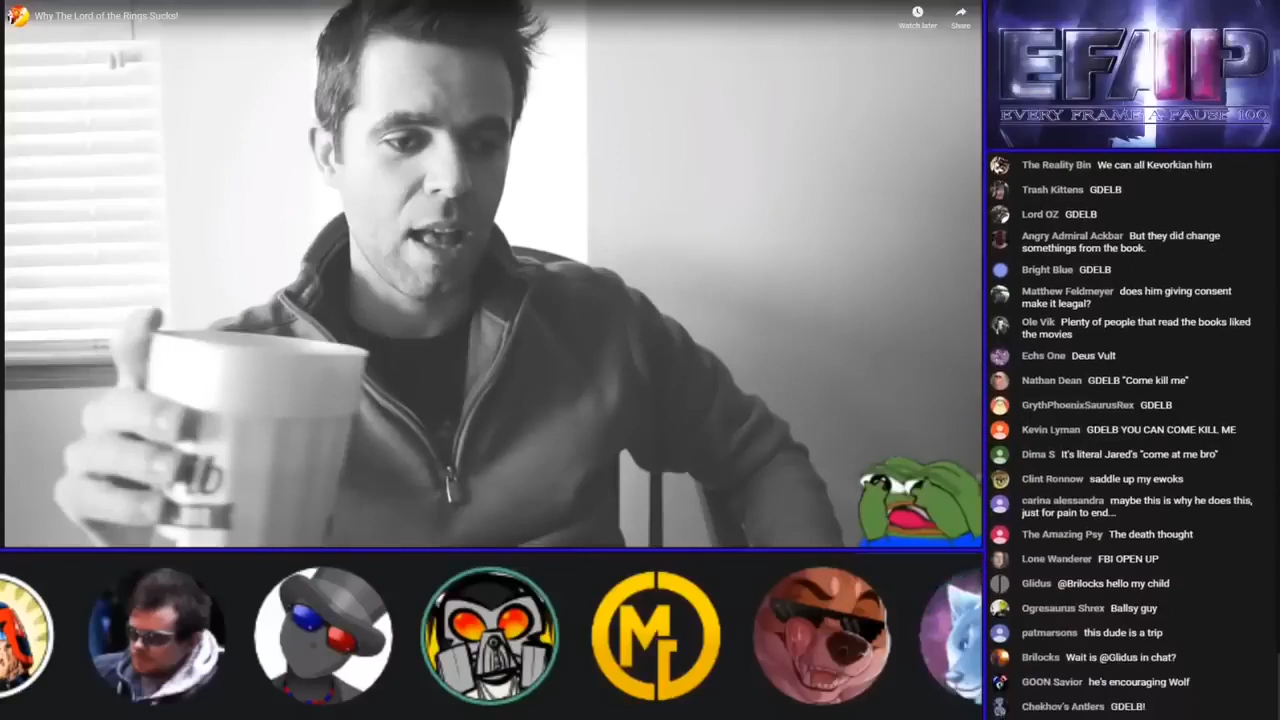 Why The Lord of the Rings Sucks!
Watch later
Share
EFAP
EVERY FRAME A PAUSE 100
The Reality Bin We can all Kevorkian him
Trash Kittens GDELB
Lord OZ GDELB
Angry Admiral Ackbar But they did change
somethings from the book.
Bright Blue GDELB
Matthew Feldmeyer does him giving consent
make it leagal?
Ole Vik Plenty of people that read the books liked
the movies
Echs One Deus Vult
Nathan Dean GDELB "Come kill me"
GrythPhoenixSaurusRex GDELB
Kevin Lyman GDELB YOU CAN COME KILL ME
Dima S It's literal Jared's "come at me bro"
Clint Ronnow saddle up my ewoks
carina alessandra maybe this is why he does this,
just for pain to end...
The Amazing Psy The death thought
Lone Wanderer FBI OPEN UP
Glidus @Brilocks hello my child
Ogresaurus Shrex Ballsy guy
patmarsons this dude is a trip
Brilocks Wait is @Glidus in chat?
GOON Savior he's encouraging Wolf
Chekhov's Antlers GDELB!